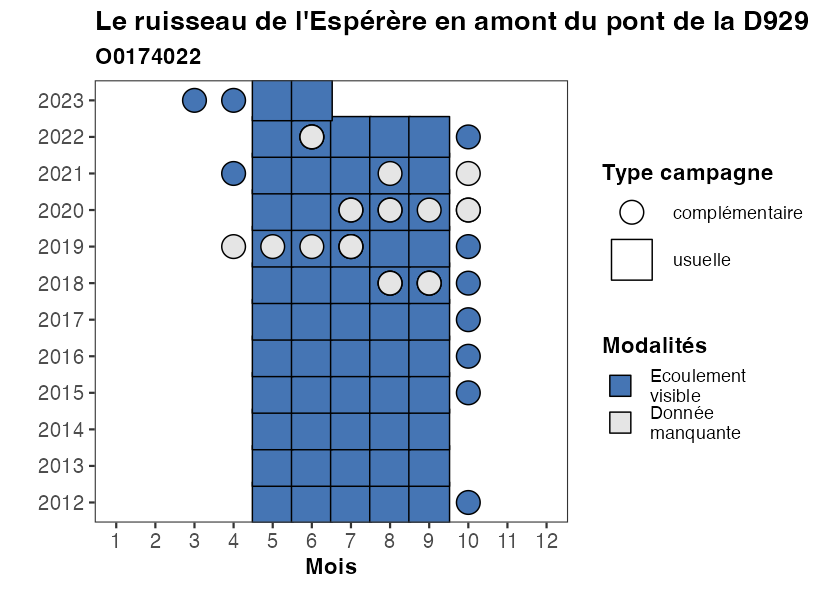 Le ruisseau de l'Espérère en amont du pont de la D929
O0174022
2023
2022
2021
2020
2019
2018
2017
2016
2015
2014
2013
2012
1 2 3 4 5 6 7 8 9 10 11 12
Mois
Type campagne
complémentaire
usuelle
Modalités
Ecoulement
visible
Donnée
manquante